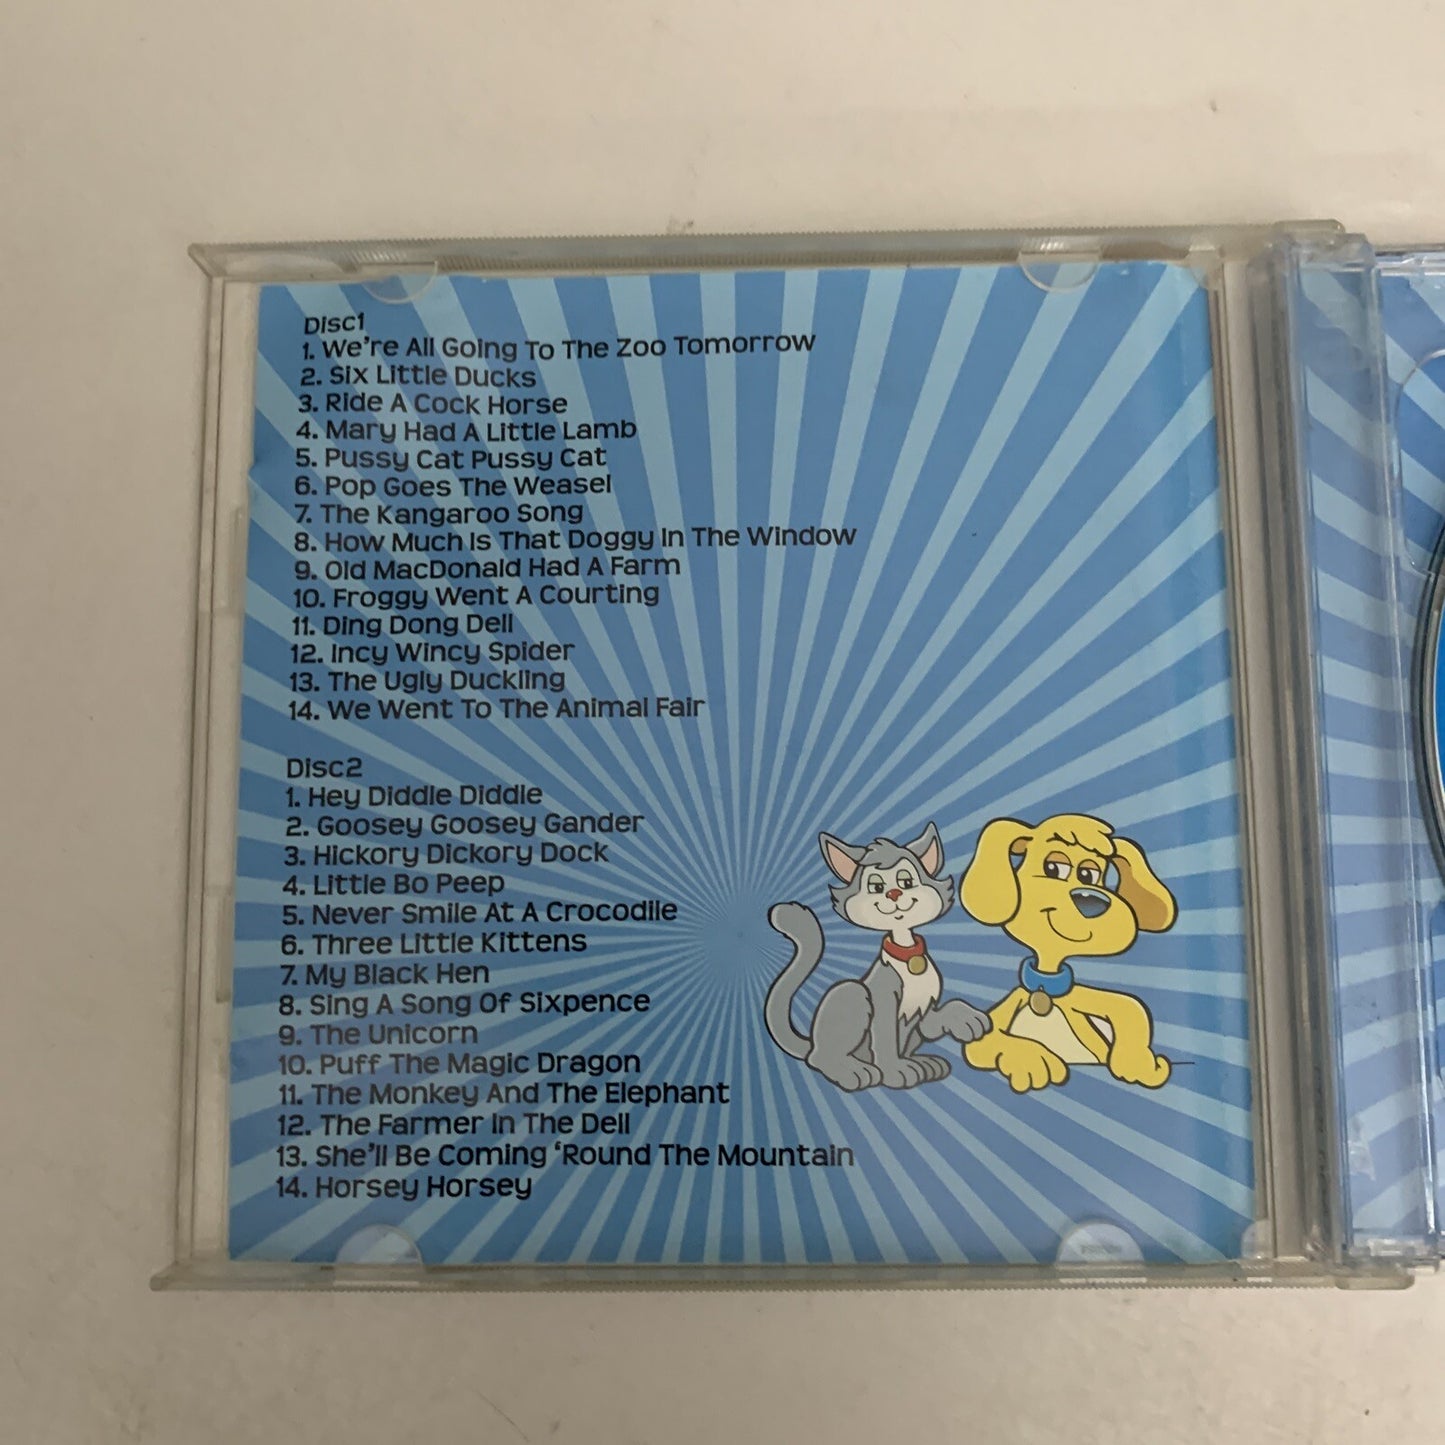 Disc1
1. We're All Going To The Zoo Tomorrow
2. Six Little Ducks
3. Ride A Cock Horse
4. Mary Had A Little Lamb
5. Pussy Cat Pussy Cat
6. Pop Goes The Weasel
7. The Kangaroo Song
8. How Much Is That Doggy In The Window
9. Old MacDonald Had A Farm
10. Froggy Went A Courting
11. Ding Dong Dell
12. Incy Wincy Spider
13. The Ugly Duckling
14. We Went To The Animal Fair
Disc2
1. Hey Diddle Diddle
2. Goosey Goosey Gander
3. Hickory Dickory Dock
4. Little Bo Peep
5. Never Smile At A Crocodile
6. Three Little Kittens
7. My Black Hen
8. Sing A Song Of Sixpence
9. The Unicorn
10. Puff The Magic Dragon
11. The Monkey And The Elephant
12. The Farmer In The Dell
13. She'll Be Coming 'Round The Mountain
14. Horsey Horsey